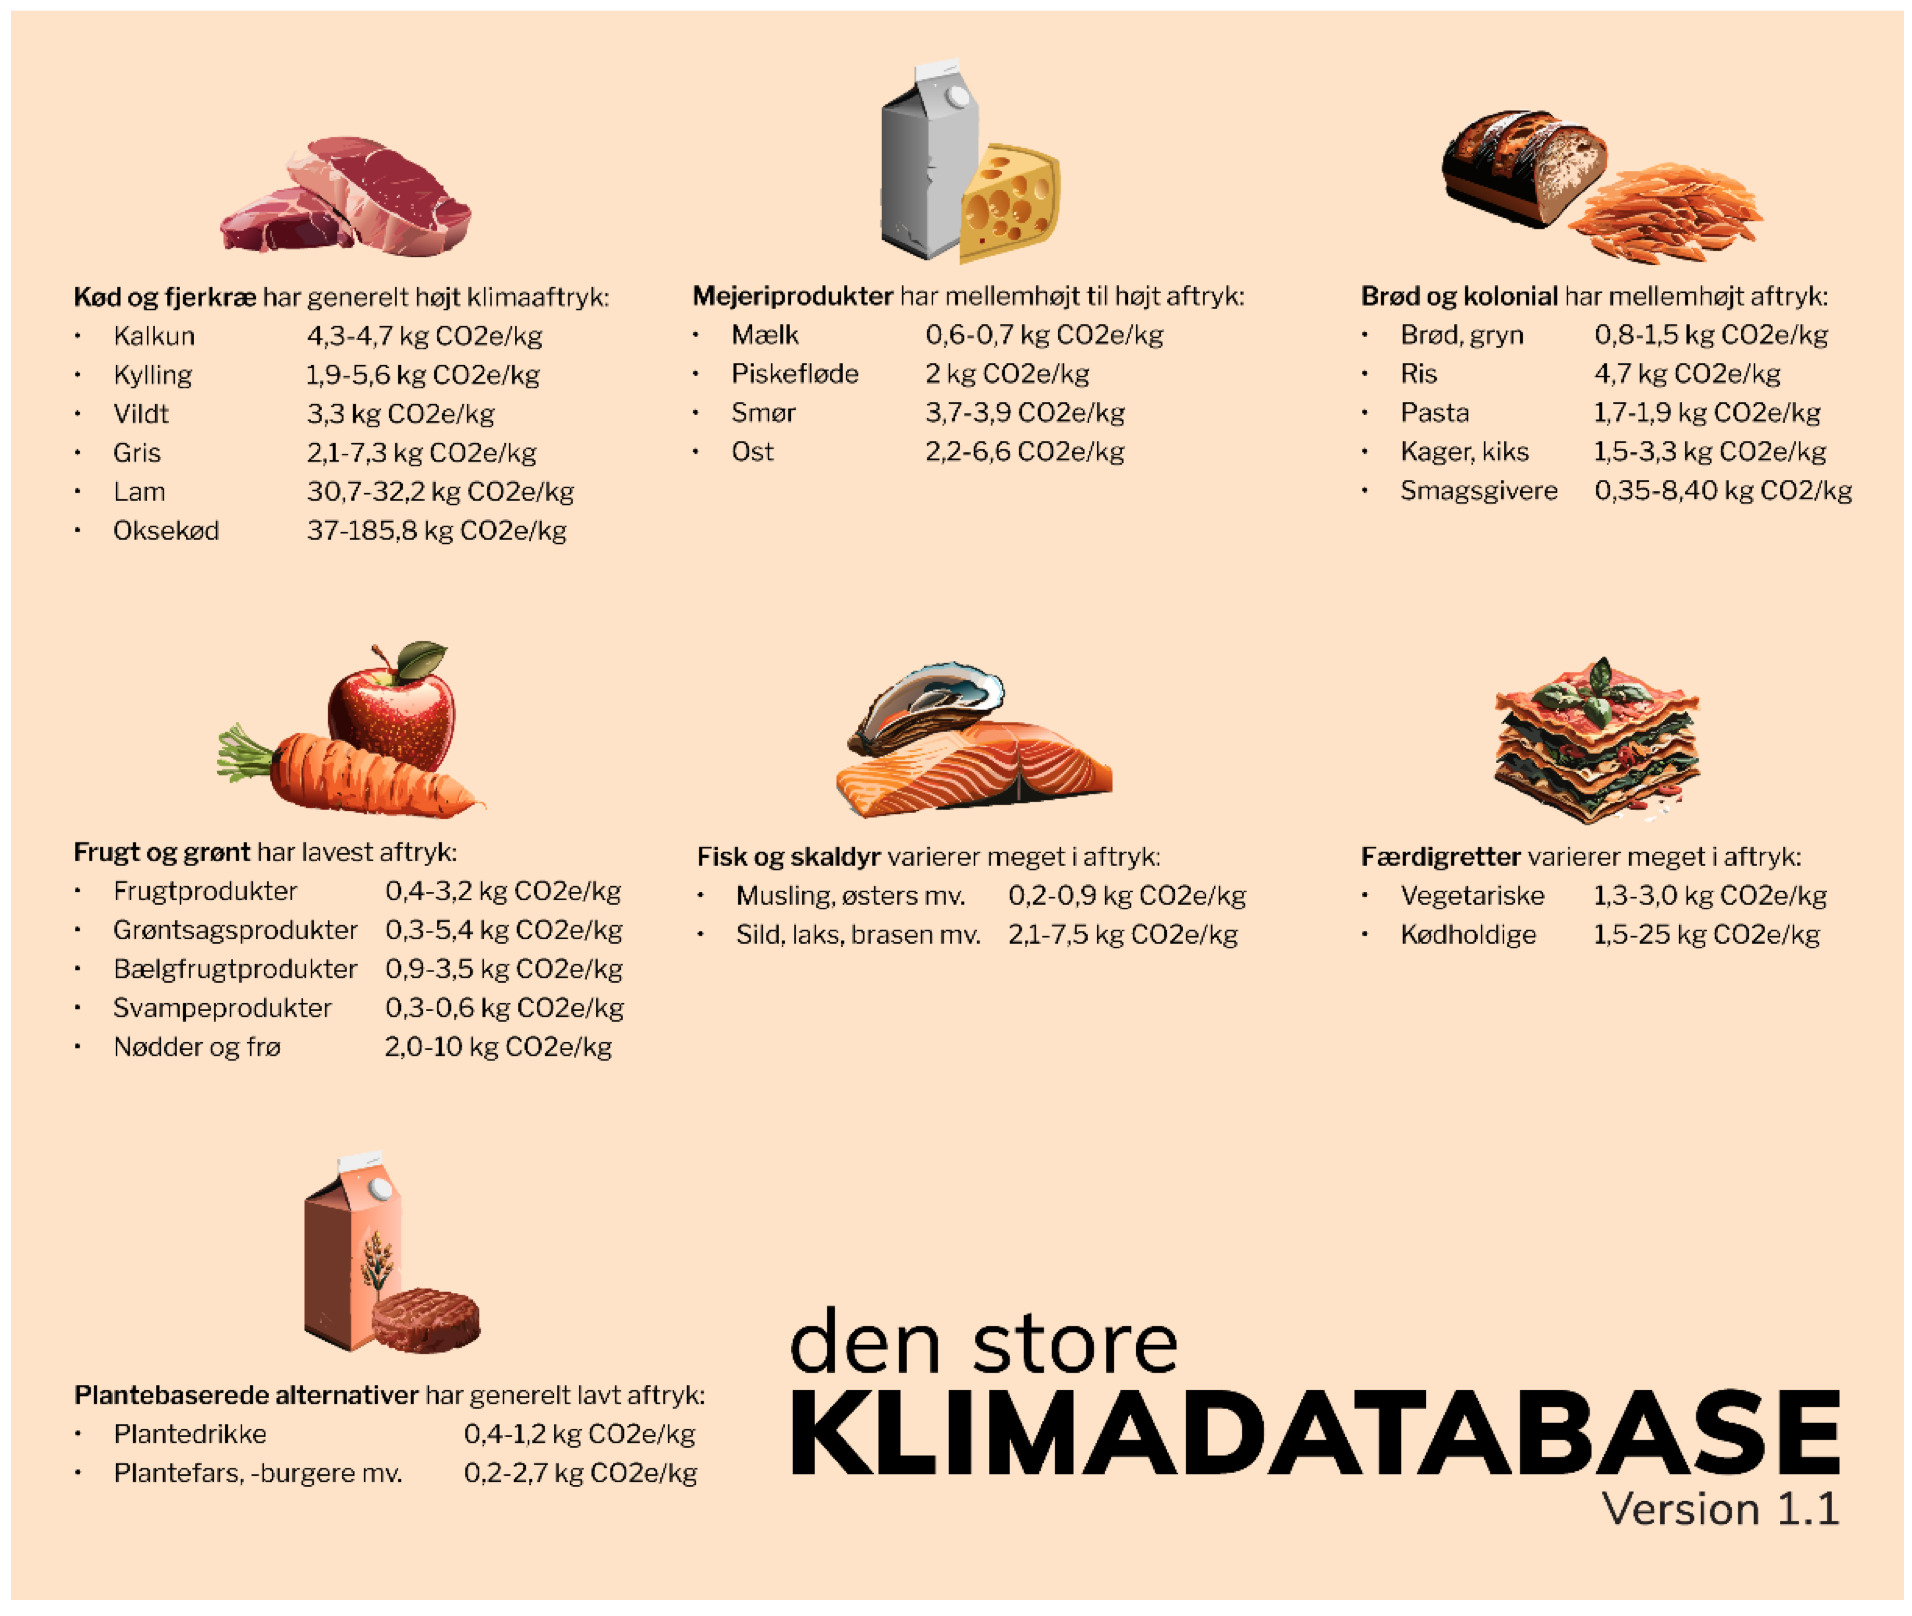 Kød og fjerkræ har generelt højt klimaaftryk:
• Kalkun 4,3-4,7 kg CO2e/kg
• Kylling 1,9-5,6 kg CO2e/kg
• Vildt 3,3 kg CO2e/kg
• Gris 2,1-7,3 kg CO2e/kg
• Lam 30,7-32,2 kg CO2e/kg
• Oksekød 37-185,8 kg CO2e/kg
Mejeriprodukter har mellemhøjt til højt aftryk:
• Mælk 0,6-0,7 kg CO2e/kg
• Piskefløde 2 kg CO2e/kg
• Smør 3,7-3,9 CO2e/kg
• Ost 2,2-6,6 CO2e/kg
Brød og kolonial har mellemhøjt aftryk:
• Brød, gryn 0,8-1,5 kg CO2e/kg
• Ris 4,7 kg CO2e/kg
• Pasta 1,7-1,9 kg CO2e/kg
• Kager, kiks 1,5-3,3 kg CO2e/kg
• Smagsgivere 0,35-8,40 kg CO2/kg
Frugt og grønt har lavest aftryk:
• Frugtprodukter 0,4-3,2 kg CO2e/kg
• Grøntsagsprodukter 0,3-5,4 kg CO2e/kg
• Bælgfrugtprodukter 0,9-3,5 kg CO2e/kg
• Svampeprodukter 0,3-0,6 kg CO2e/kg
• Nødder og frø 2,0-10 kg CO2e/kg
Fisk og skaldyr varierer meget i aftryk:
• Musling, østers mv. 0,2-0,9 kg CO2e/kg
• Sild, laks, brasen mv. 2,1-7,5 kg CO2e/kg
Færdigretter varierer meget i aftryk:
• Vegetariske 1,3-3,0 kg CO2e/kg
• Kødholdige 1,5-25 kg CO2e/kg
Plantebaserede alternativer har generelt lavt aftryk:
• Plantedrikke 0,4-1,2 kg CO2e/kg
• Plantefars, -burgere mv. 0,2-2,7 kg CO2e/kg
den store
KLIMADATABASE
Version 1.1